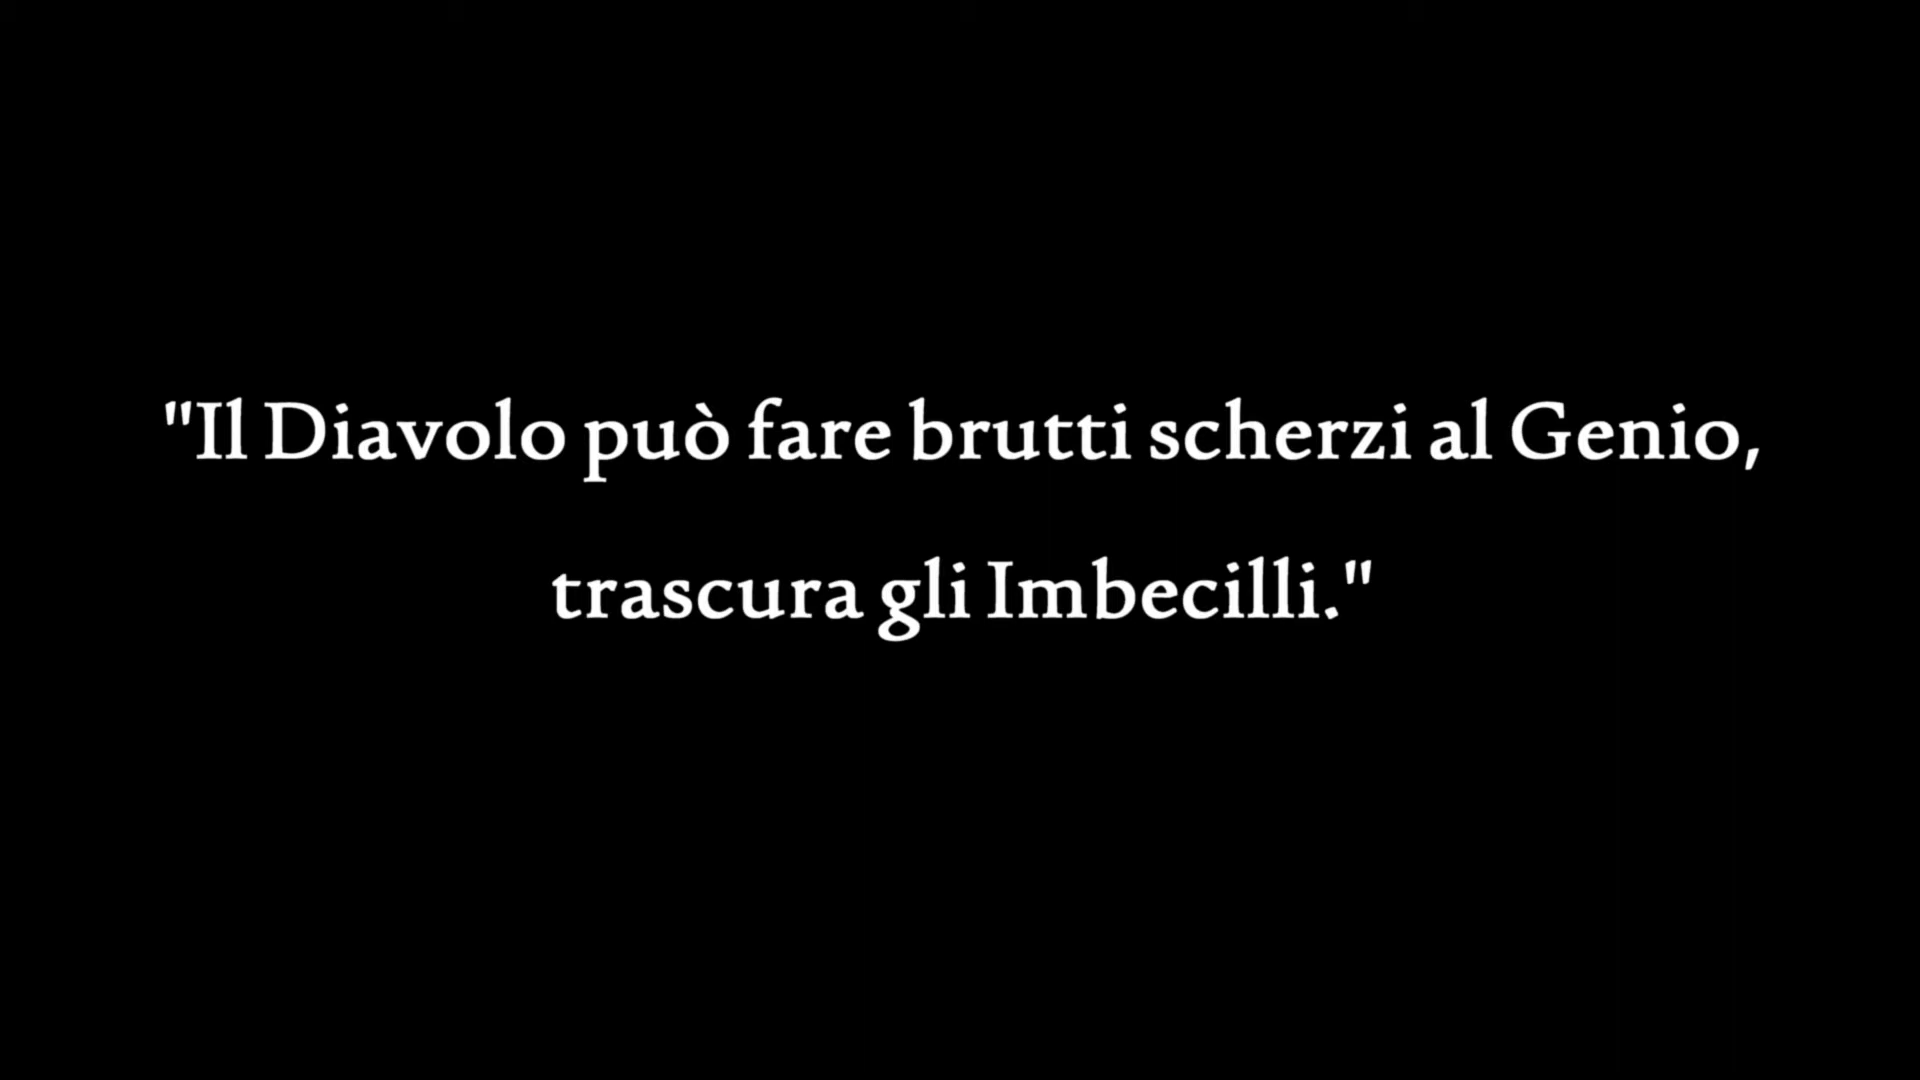 "Il Diavolo può fare brutti scherzi al Genio,
trascura gli Imbecilli."